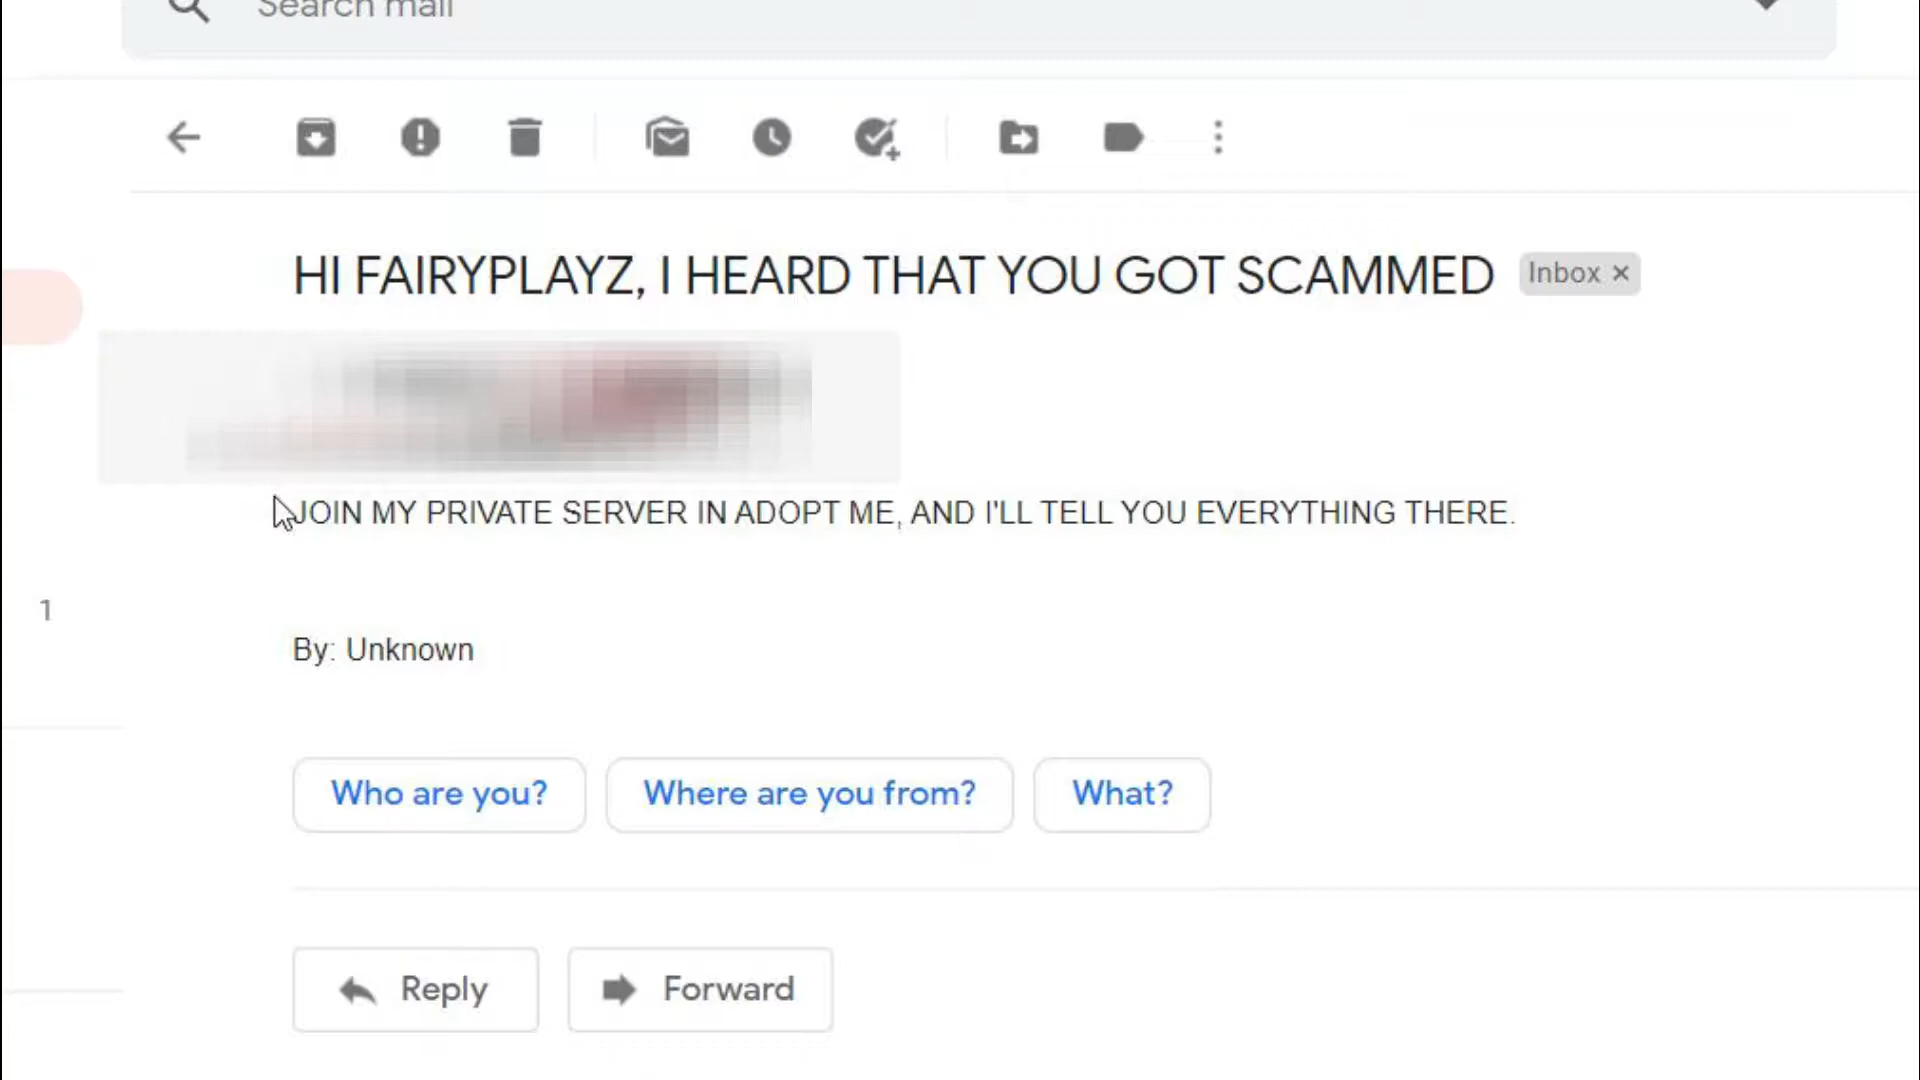 Search mail
HI FAIRYPLAYZ, I HEARD THAT YOU GOT SCAMMED Inbox ×
JOIN MY PRIVATE SERVER IN ADOPT ME, AND I'LL TELL YOU EVERYTHING THERE.
1
By: Unknown
Who are you? Where are you from? What?
Reply Forward